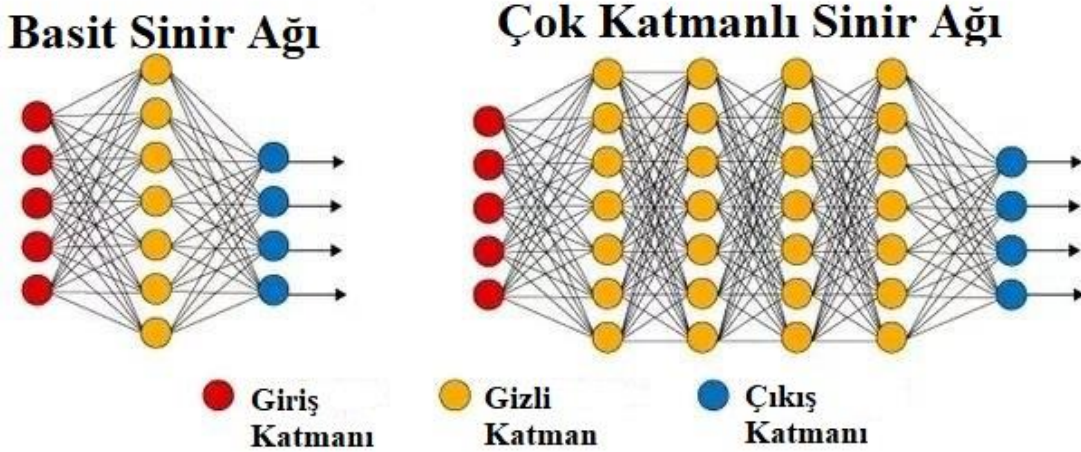 Basit Sinir Ağı
Çok Katmanlı Sinir Ağı
Giriş
Katmanı
Gizli
Katman
Çıkış
Katmanı